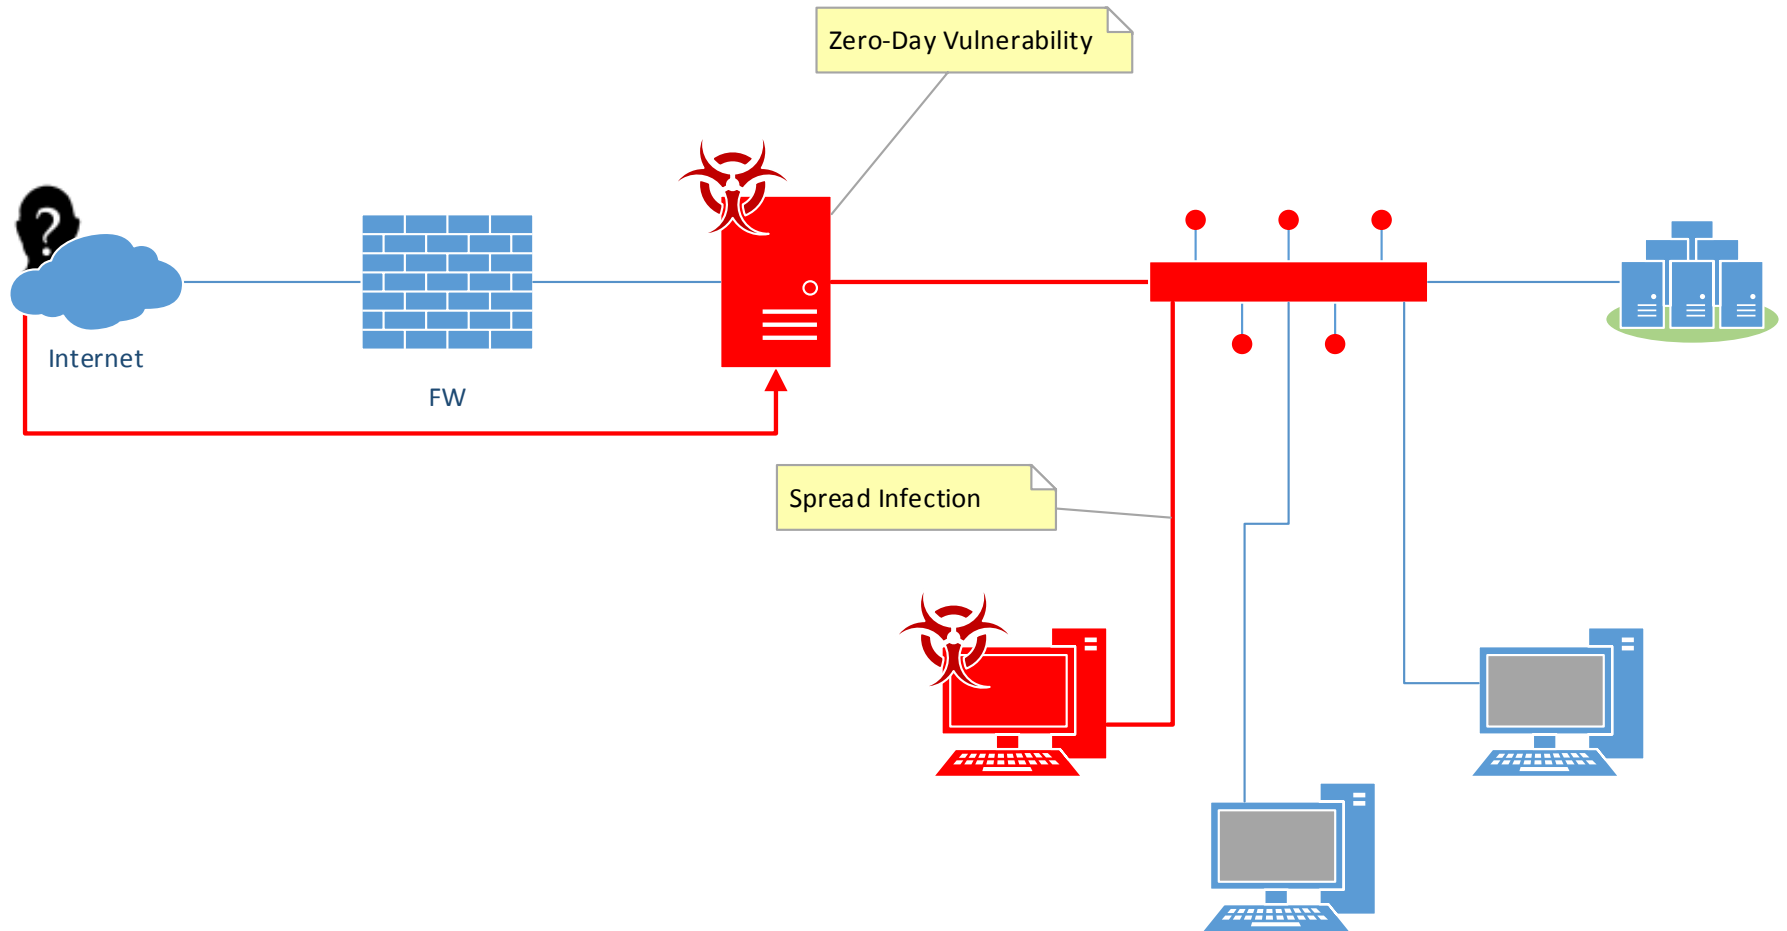 Zero-Day Vulnerability
?
Internet
FW
Spread Infection